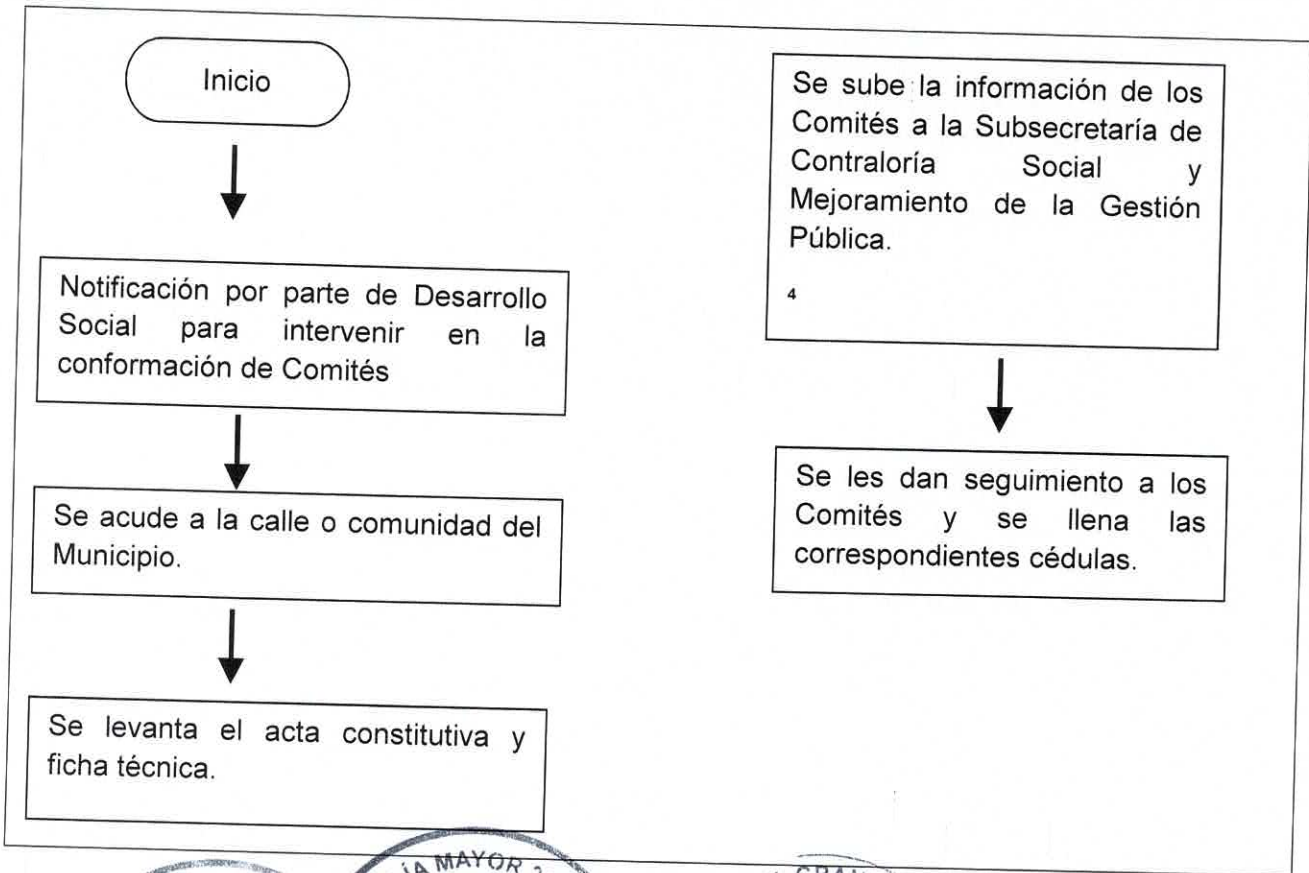 Inicio
Notificación por parte de Desarrollo
Social para intervenir en la
conformación de Comités
Se acude a la calle o comunidad del
Municipio.
Se levanta el acta constitutiva y
ficha técnica.
Se sube la información de los
Comités a la Subsecretaría de
Contraloría Social y
Mejoramiento de la Gestión
Pública.
4
Se les dan seguimiento a los
Comités y se llena las
correspondientes cédulas.
MAYOR